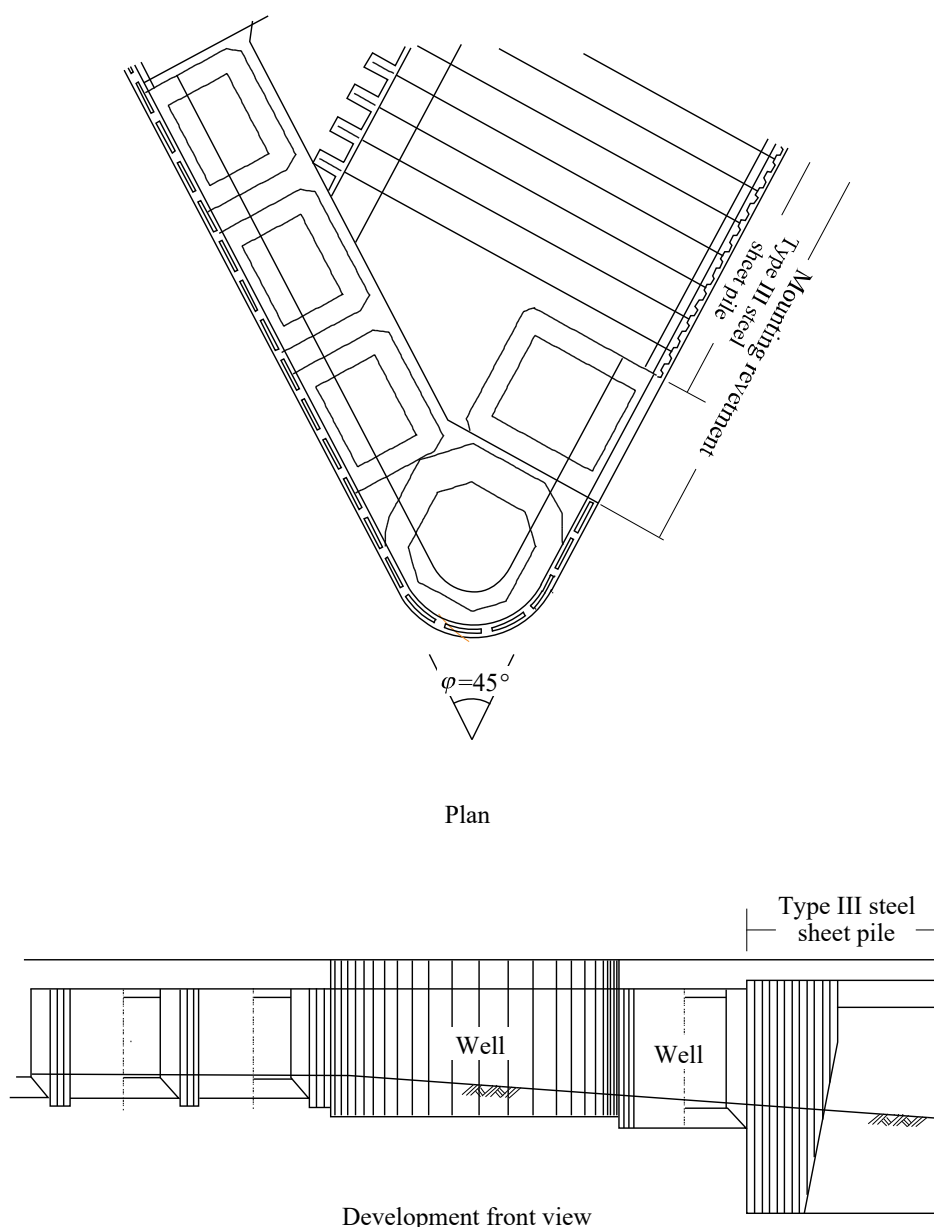 Type III steel
sheet pile
Mounting revetment
φ=45°
Plan
Type III steel
sheet pile
Well
Well
Development front view